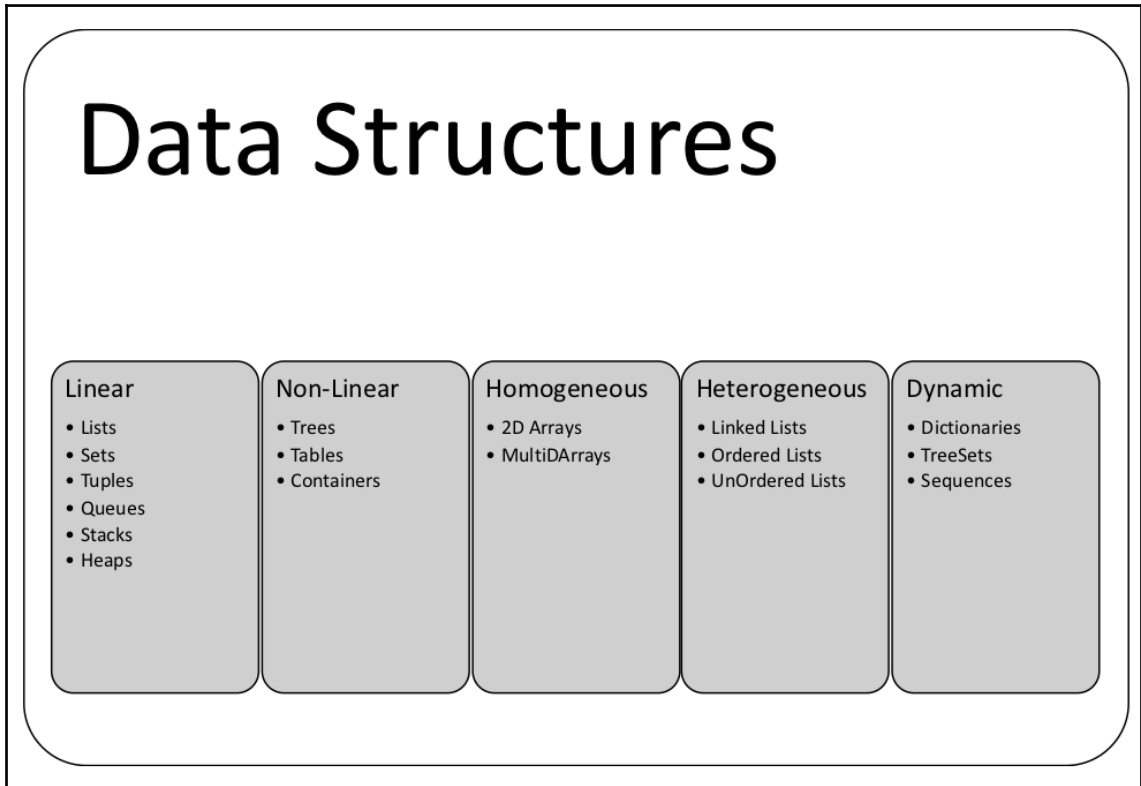 Data Structures
Linear
• Lists
• Sets
• Tuples
• Queues
• Stacks
• Heaps
Non-Linear
• Trees
• Tables
• Containers
Homogeneous
• 2D Arrays
• MultiDArrays
Heterogeneous
• Linked Lists
• Ordered Lists
• UnOrdered Lists
Dynamic
• Dictionaries
• TreeSets
• Sequences